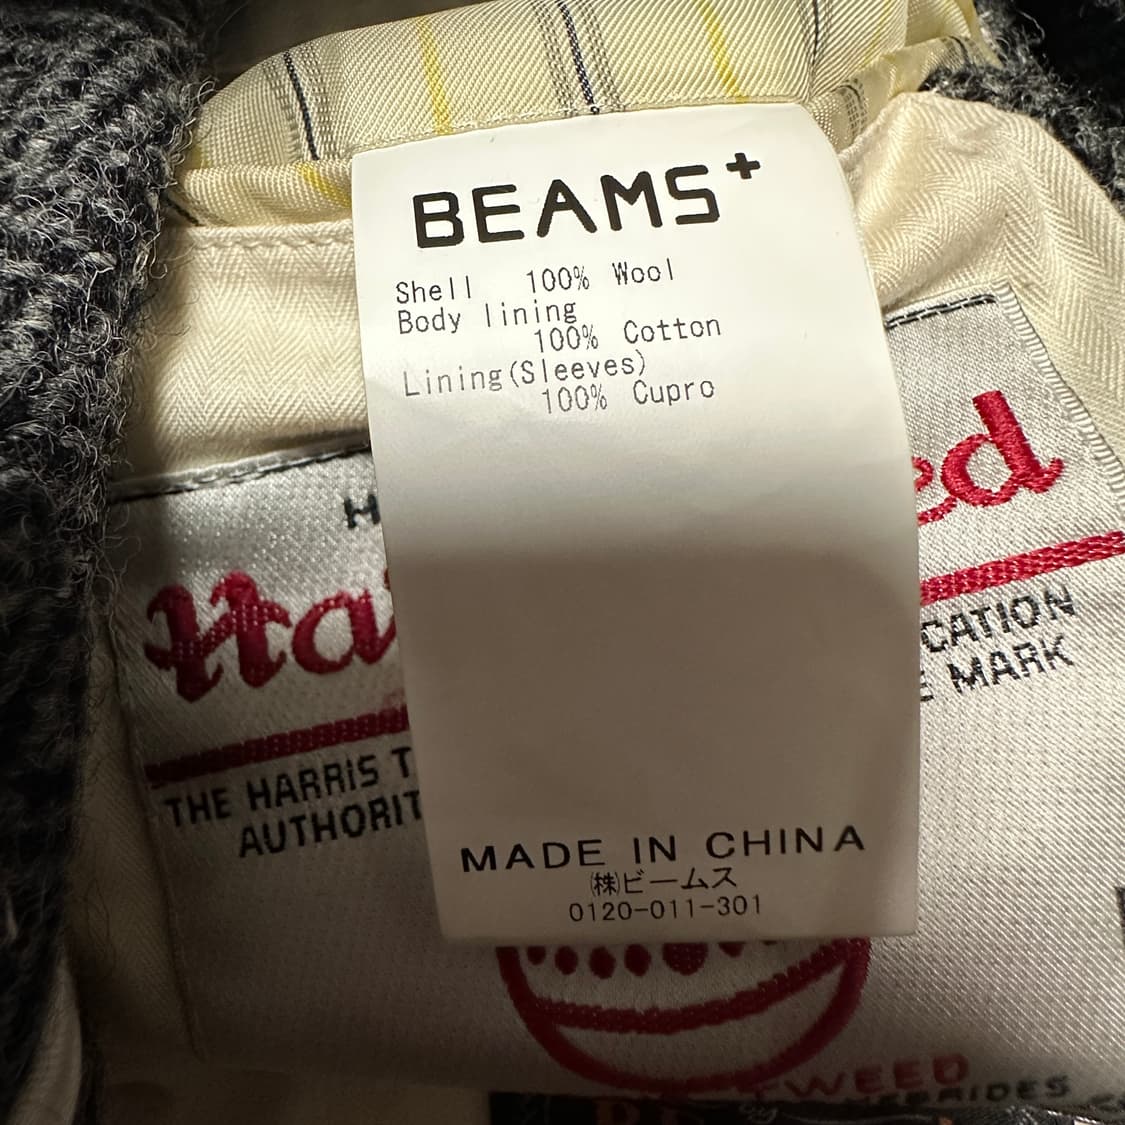 BEAMS+
Shell 100% Wool
Body lining
100% Cotton
Lining(Sleeves)
100% Cupro
MADE IN CHINA
㈱ビームス
0120-011-301
H
Ha
ed
THE HARRIS T
AUTHORIT
CATION
E MARK
TWEED
HEBRIDES